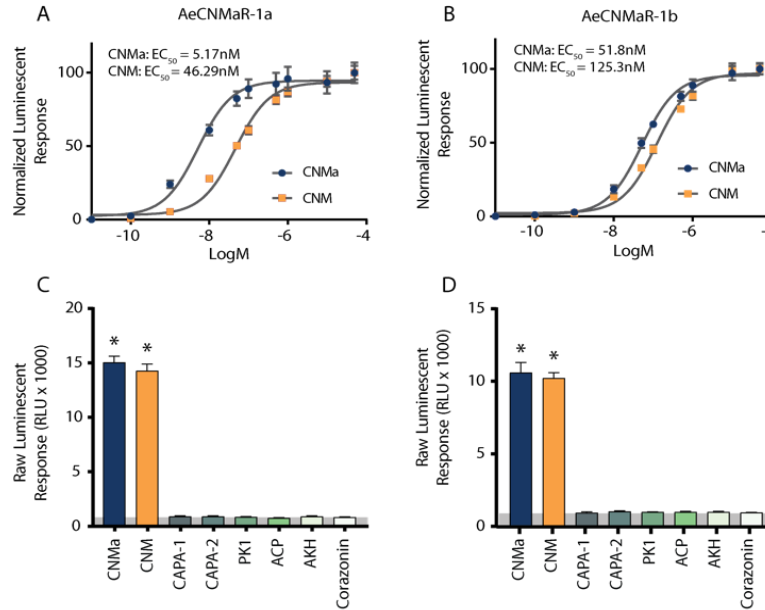 A
AeCNMaR-1a
CNMa: EC50 = 5.17nM
CNM: EC50 = 46.29nM
Normalized Luminescent
Response
100
50
0
CNMa
CNM
-10
-8
-6
-4
LogM
B
AeCNMaR-1b
CNMa: EC50 = 51.8nM
CNM: EC50 = 125.3nM
Normalized Luminescent
Response
100
50
0
CNMa
CNM
-10
-8
-6
LogM
C
Raw Luminescent
Response (RLU x 1000)
20
15
10
5
0
* *
CNMa
CNM
CAPA-1
CAPA-2
PK1
ACP
AKH
Corazonin
D
Raw Luminescent
Response (RLU x 1000)
15
10
5
0
* *
CNMa
CNM
CAPA-1
CAPA-2
PK1
ACP
AKH
Corazonin